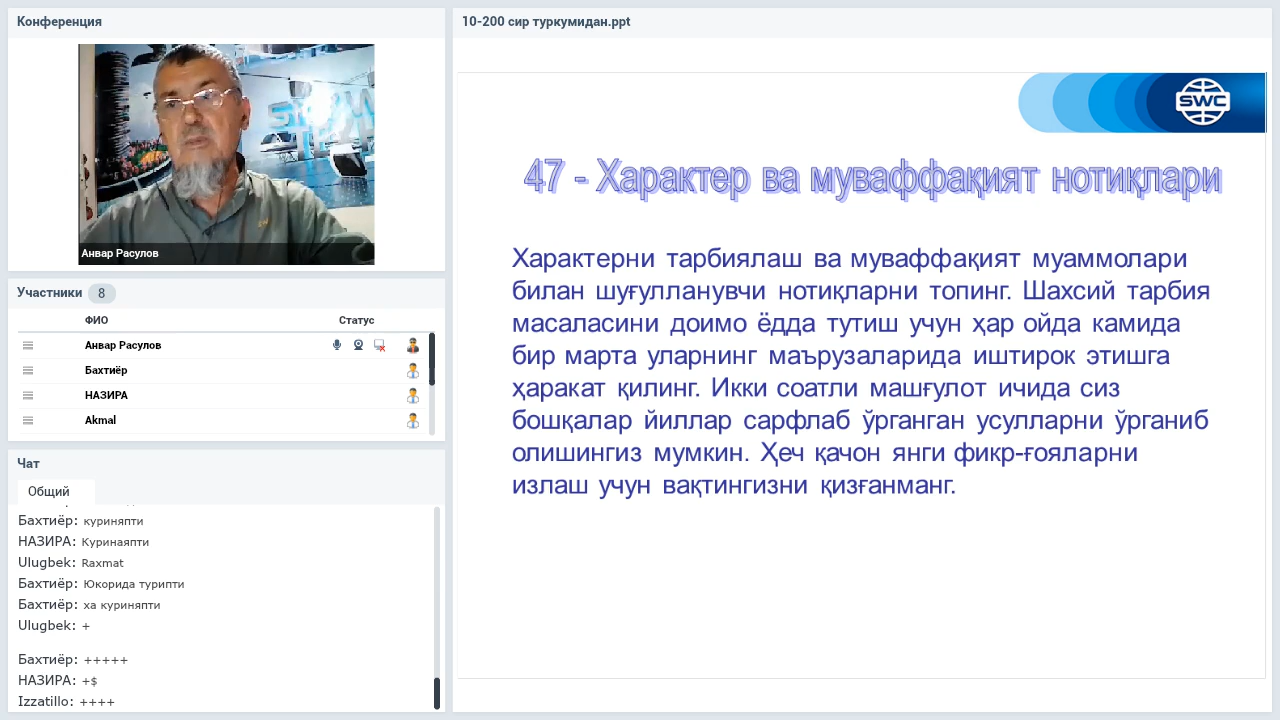 Конференция
Анвар Расулов
Участники 8
ФИО Статус
Анвар Расулов
Бахтиёр
НАЗИРА
Akmal
Чат
Общий
Бахтиёр: куриняпти
НАЗИРА: Куринаяпти
Ulugbek: Raxmat
Бахтиёр: Юкорида турипти
Бахтиёр: ха куриняпти
Ulugbek: +
Бахтиёр: +++++
НАЗИРА: +$
Izzatillo: ++++
10-200 сир туркумидан.ppt
SWC
47 - Характер ва муваффақият нотиқлари
Характерни тарбиялаш ва муваффақият муаммолари
билан шуғулланувчи нотиқларни топинг. Шахсий тарбия
масаласини доимо ёдда тутиш учун ҳар ойда камида
бир марта уларнинг маърузаларида иштирок этишга
ҳаракат қилинг. Икки соатли машғулот ичида сиз
бошқалар йиллар сарфлаб ўрганган усулларни ўрганиб
олишингиз мумкин. Ҳеч қачон янги фикр-ғояларни
излаш учун вақтингизни қизғанманг.